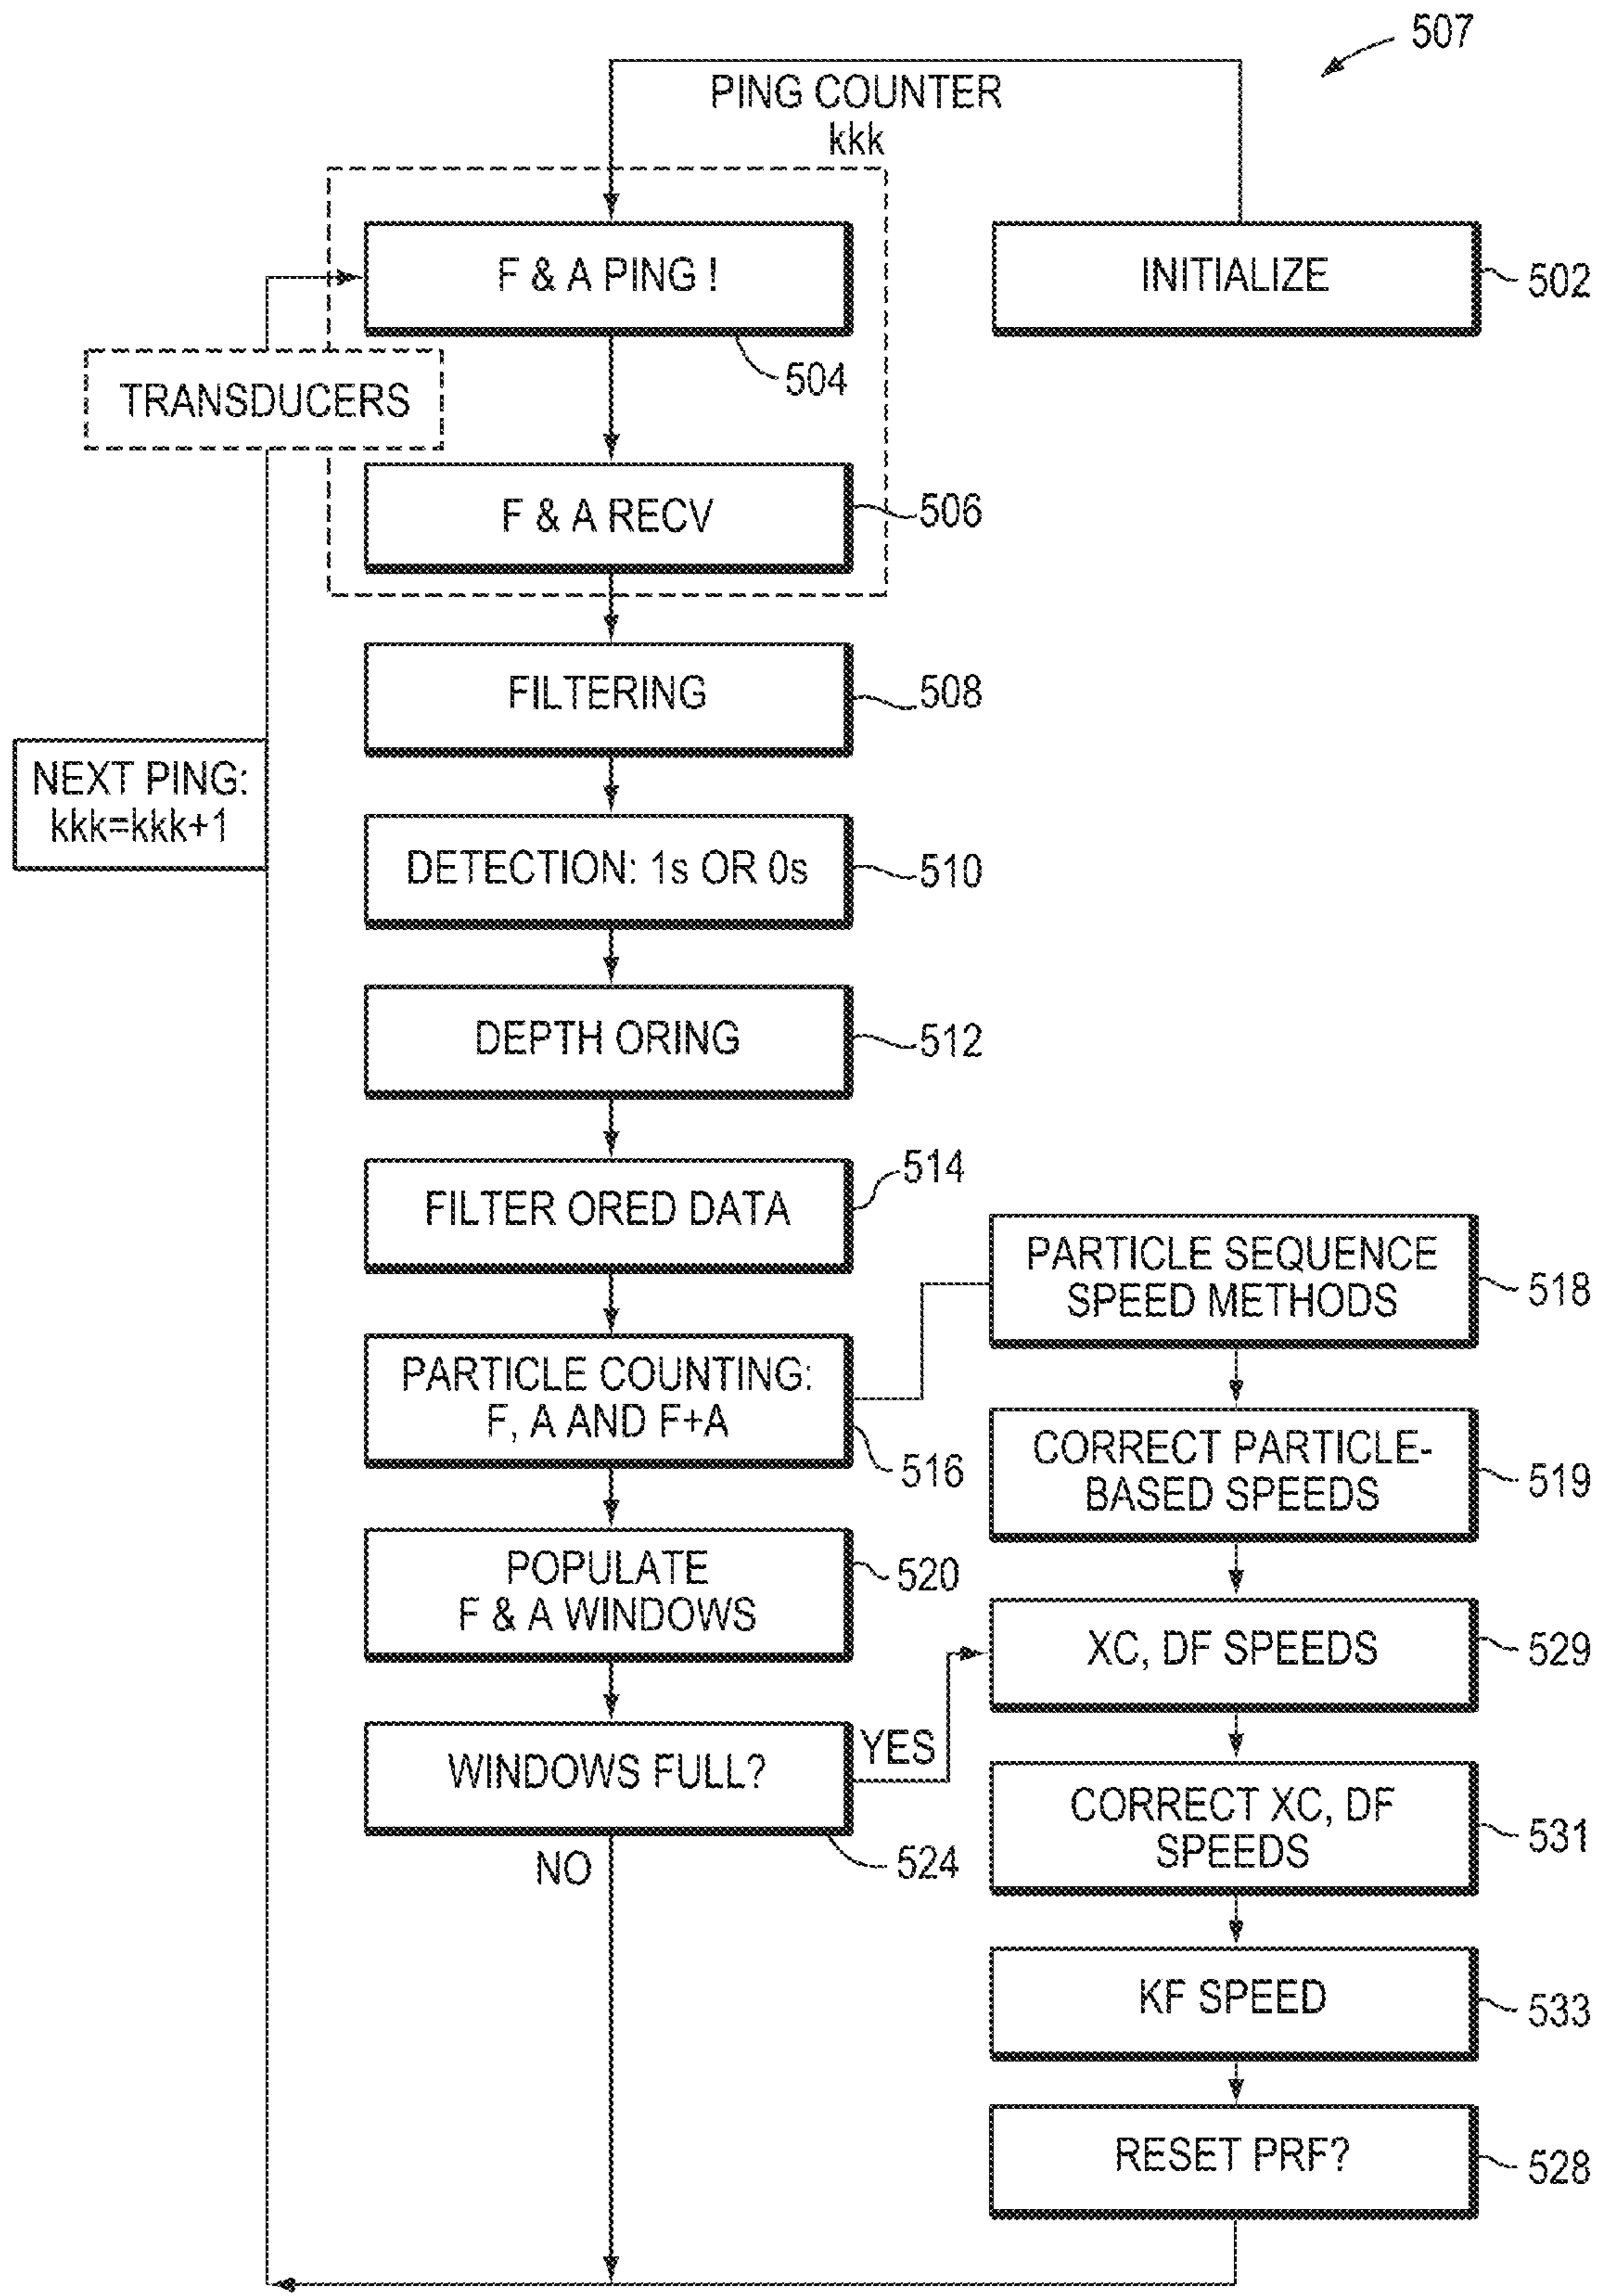 507
PING COUNTER
kkk
F & A PING !
INITIALIZE
502
504
TRANSDUCERS
F & A RECV
506
FILTERING
508
NEXT PING:
kkk=kkk+1
DETECTION: 1s OR 0s
510
DEPTH ORING
512
FILTER ORED DATA
514
PARTICLE SEQUENCE
SPEED METHODS
518
PARTICLE COUNTING:
F, A AND F+A
516
CORRECT PARTICLE-
BASED SPEEDS
519
POPULATE
F & A WINDOWS
520
XC, DF SPEEDS
529
WINDOWS FULL?
YES
NO
524
CORRECT XC, DF
SPEEDS
531
KF SPEED
533
RESET PRF?
528